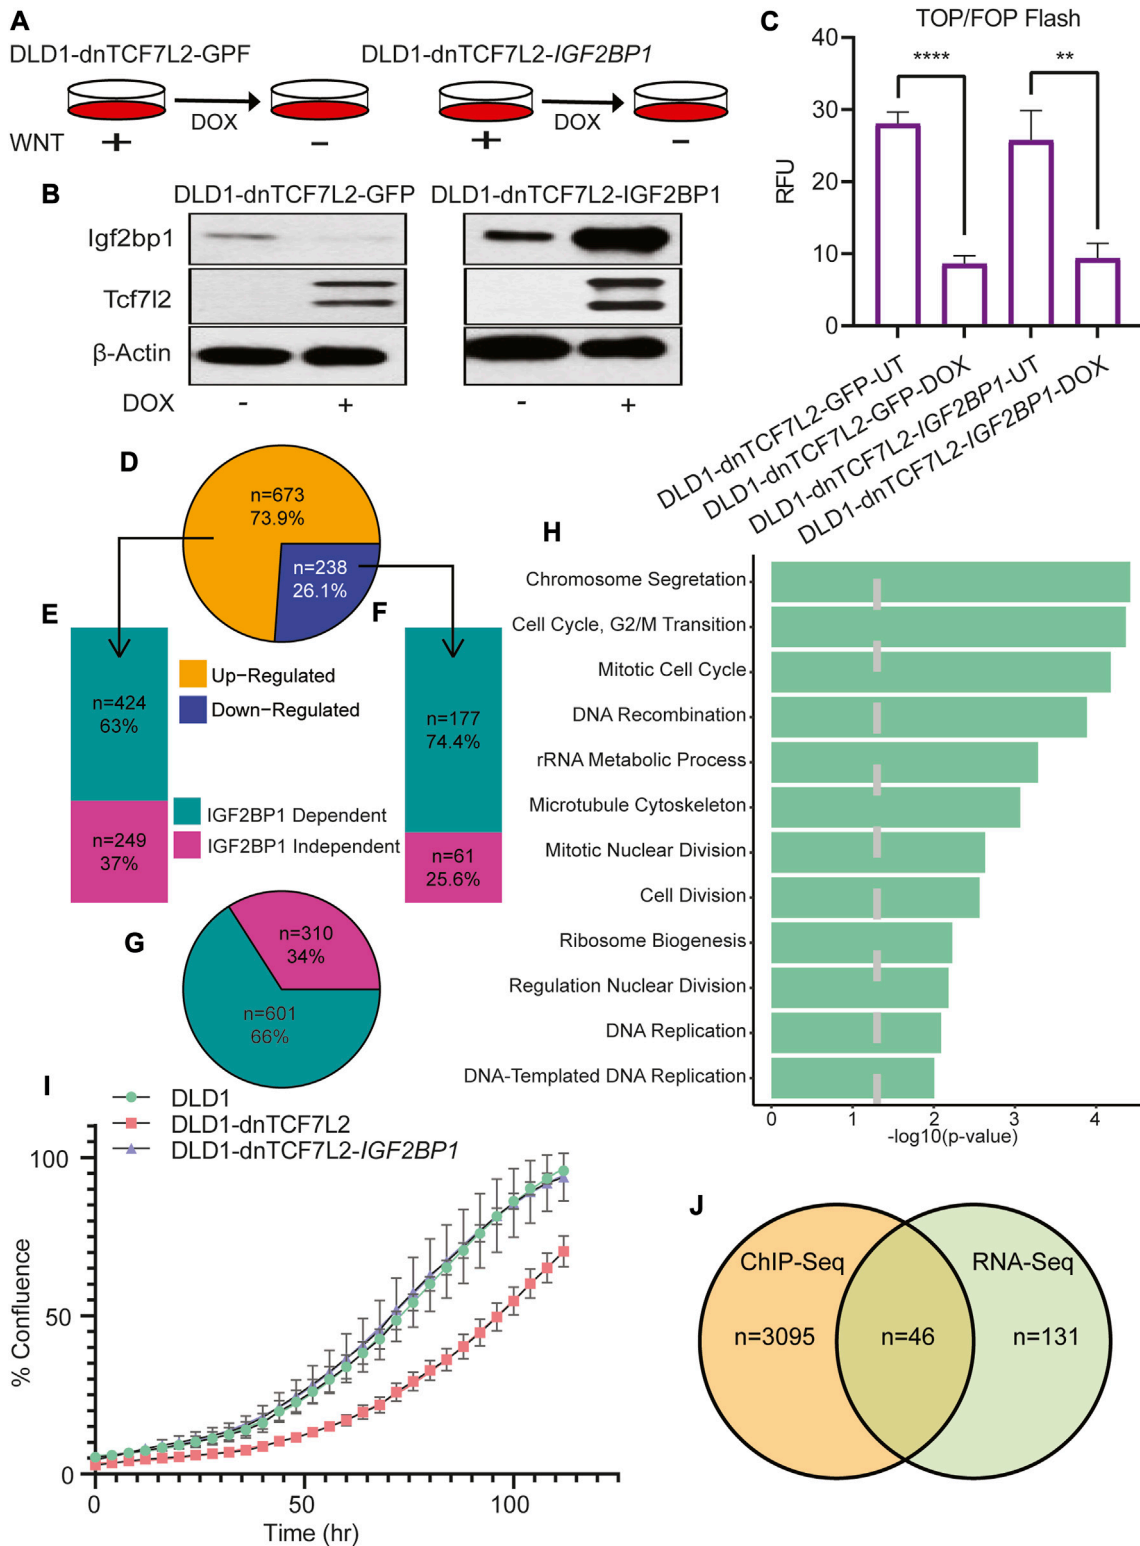 A
DLD1-dnTCF7L2-GPF
DLD1-dnTCF7L2-IGF2BP1
DOX
DOX
WNT
+
-
+
-
B
DLD1-dnTCF7L2-GFP
DLD1-dnTCF7L2-IGF2BP1
Igf2bp1
Tcf7l2
β-Actin
DOX
-
+
-
+
C
TOP/FOP Flash
****
**
RFU
40
30
20
10
0
DLD1-dnTCF7L2-GFP-UT
DLD1-dnTCF7L2-GFP-DOX
DLD1-dnTCF7L2-IGF2BP1-UT
DLD1-dnTCF7L2-IGF2BP1-DOX
D
n=673
73.9%
n=238
26.1%
Up-Regulated
Down-Regulated
E
n=424
63%
n=249
37%
F
n=177
74.4%
n=61
25.6%
IGF2BP1 Dependent
IGF2BP1 Independent
G
n=310
34%
n=601
66%
H
Chromosome Segretation
Cell Cycle, G2/M Transition
Mitotic Cell Cycle
DNA Recombination
rRNA Metabolic Process
Microtubule Cytoskeleton
Mitotic Nuclear Division
Cell Division
Ribosome Biogenesis
Regulation Nuclear Division
DNA Replication
DNA-Templated DNA Replication
0
1
2
3
4
-log10(p-value)
I
DLD1
DLD1-dnTCF7L2
DLD1-dnTCF7L2-IGF2BP1
% Confluence
100
50
0
0
50
100
Time (hr)
J
ChIP-Seq
RNA-Seq
n=3095
n=46
n=131